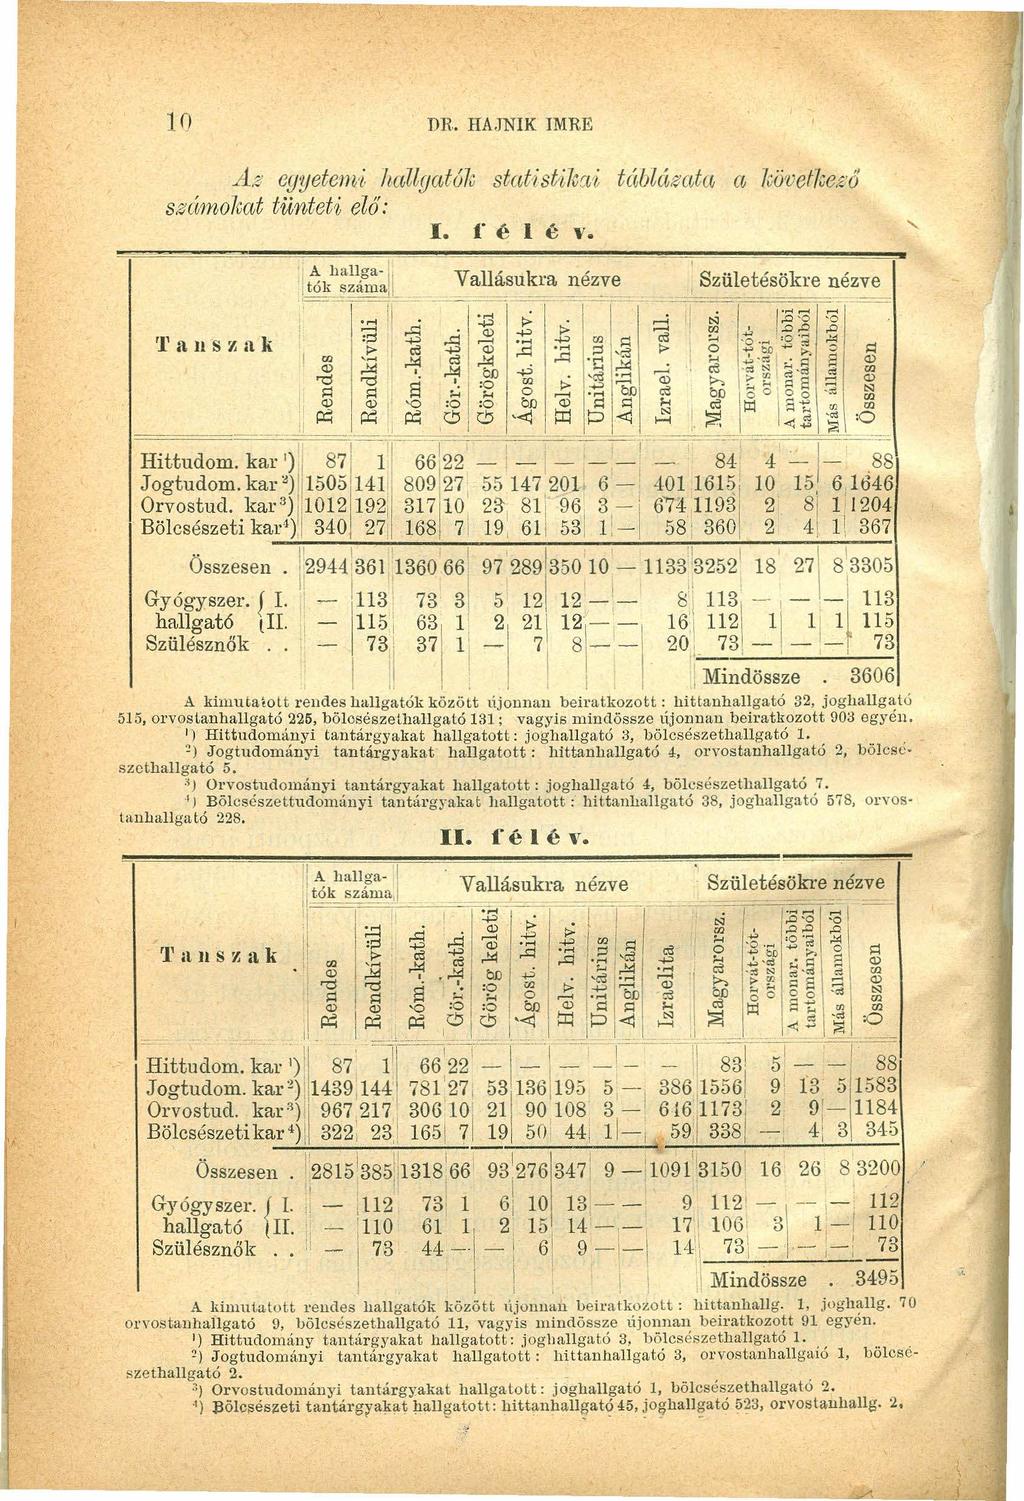 10 DR. HAJNIK IMRE
Az egyetemi hallgatók statistikai táblázata a következő
számokat tünteti elő:
I. félév.
Tanszak
A hallga-
tók száma
Vallásukra nézve
Születésökre nézve
Rendes
Rendkívüli
Róm.-kath.
Gör.-kath.
Görögkeleti
Ágost. hitv.
Helv. hitv.
Unitárius
Anglikán
Izrael. vall.
Magyarorsz.
Horvát-tót-
országi
A monar. többi
tartományaiból
Más államokból
Összesen
Hittudom. kar ¹) 87 1 66 22 — — — — — — 84 4 — — 88
Jogtudom. kar ²) 1505 141 809 27 55 147 201 6 — 401 1615 10 15 6 1646
Orvostud. kar ³) 1012 192 317 10 23 81 96 3 — 674 1193 2 8 1 1204
Bölcsészeti kar ⁴) 340 27 168 7 19 61 53 1 — 58 360 2 4 1 367
Összesen . 2944 361 1360 66 97 289 350 10 — 1133 3252 18 27 8 3305
Gyógyszer. { I. — 113 73 3 5 12 12 — — 8 113 — — — 113
hallgató { II. — 115 63 1 2 21 12 — — 16 112 1 1 1 115
Szülésznők . . — 73 37 1 — 7 8 — — 20 73 — — — 73
Mindössze . 3606
A kimutatott rendes hallgatók között újonnan beiratkozott: hittanhallgató 32, joghallgató
515, orvostanhallgató 225, bölcsészethallgató 131; vagyis mindössze újonnan beiratkozott 903 egyén.
¹) Hittudományi tantárgyakat hallgatott: joghallgató 3, bölcsészethallgató 1.
²) Jogtudományi tantárgyakat hallgatott: hittanhallgató 4, orvostanhallgató 2, bölcsé-
szethallgató 5.
³) Orvostudományi tantárgyakat hallgatott: joghallgató 4, bölcsészethallgató 7.
⁴) Bölcsészettudományi tantárgyakat hallgatott: hittanhallgató 38, joghallgató 578, orvos-
tanhallgató 228.
II. félév.
Tanszak
A hallga-
tók száma
Vallásukra nézve
Születésökre nézve
Rendes
Rendkívüli
Róm.-kath.
Gör.-kath.
Görög keleti
Ágost. hitv.
Helv. hitv.
Unitárius
Anglikán
Izraelita
Magyarorsz.
Horvát-tót-
országi
A monar. többi
tartományaiból
Más államokból
Összesen
Hittudom. kar ¹) 87 1 66 22 — — — — — — 83 5 — — 88
Jogtudom. kar ²) 1439 144 781 27 53 136 195 5 — 386 1556 9 13 5 1583
Orvostud. kar ³) 967 217 306 10 21 90 108 3 — 646 1173 2 9 — 1184
Bölcsészeti kar ⁴) 322 23 165 7 19 50 44 1 — 59 338 — 4 3 345
Összesen . 2815 385 1318 66 93 276 347 9 — 1091 3150 16 26 8 3200
Gyógyszer. { I. — 112 73 1 6 10 13 — — 9 112 — — — 112
hallgató { II. — 110 61 1 2 15 14 — — 17 106 3 1 — 110
Szülésznők . . — 73 44 — — 6 9 — — 14 73 — — — 73
Mindössze . 3495
A kimutatott rendes hallgatók között újonnan beiratkozott: hittanhallg. 1, joghallg. 70
orvostanhallgató 9, bölcsészethallgató 11, vagyis mindössze újonnan beiratkozott 91 egyén.
¹) Hittudomány tantárgyakat hallgatott: joghallgató 3, bölcsészethallgató 1.
²) Jogtudományi tantárgyakat hallgatott: hittanhallgató 3, orvostanhallgató 1, bölcsé-
szethallgató 2.
³) Orvostudományi tantárgyakat hallgatott: joghallgató 1, bölcsészethallgató 2.
⁴) Bölcsészeti tantárgyakat hallgatott: hittanhallgató 45, joghallgató 523, orvostanhallg. 2.